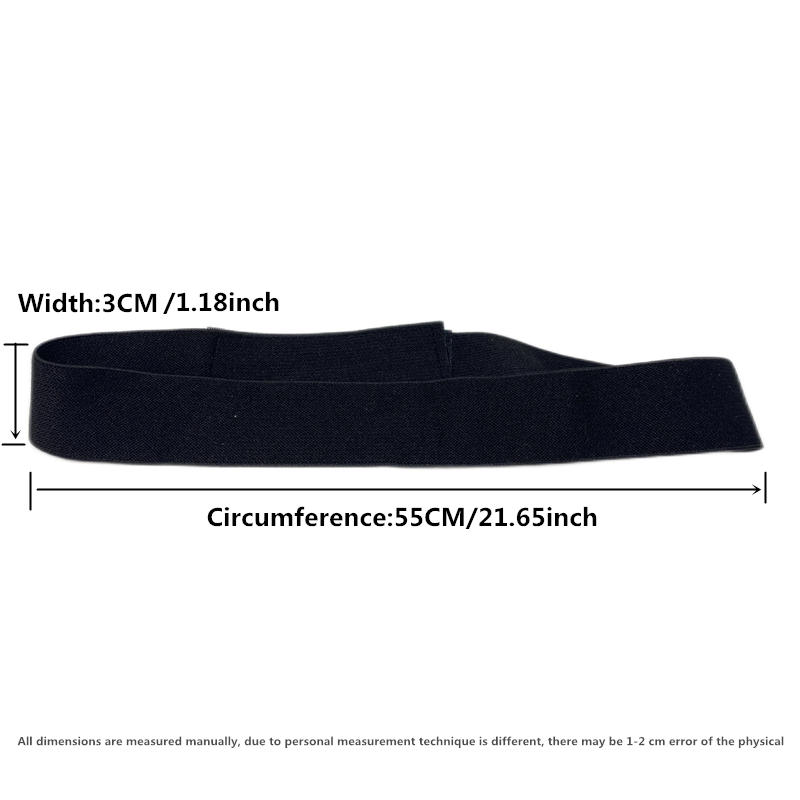 Width:3CM /1.18inch
Circumference:55CM/21.65inch
All dimensions are measured manually, due to personal measurement technique is different, there may be 1-2 cm error of the physical